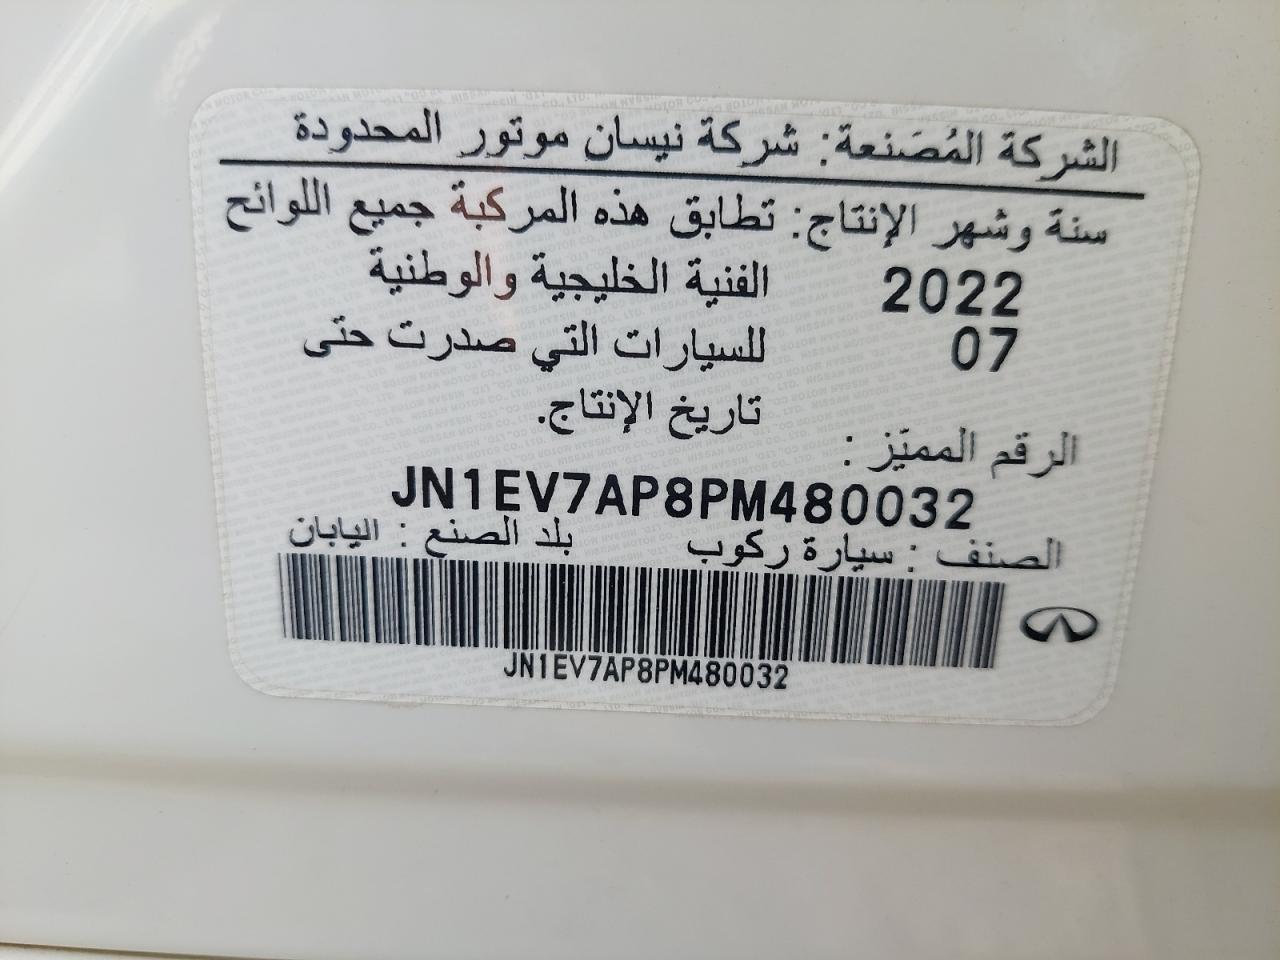 الشركة المُصَنعة: شركة نيسان موتور المحدودة
سنة وشهر الإنتاج: تطابق هذه المركبة جميع اللوائح
2022 الفنية الخليجية والوطنية
07 للسيارات التي صدرت حتى
تاريخ الإنتاج.
الرقم المميّز :
JN1EV7AP8PM480032
الصنف : سيارة ركوب بلد الصنع : اليابان
JN1EV7AP8PM480032